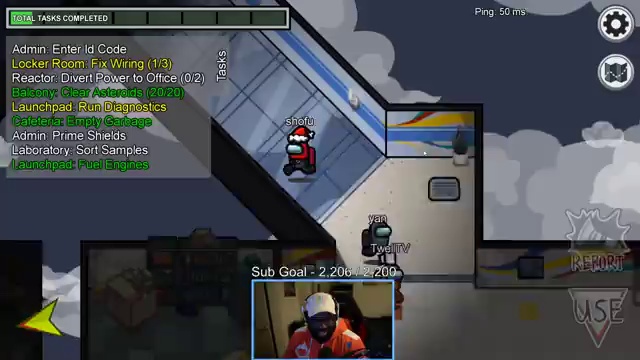 TOTAL TASKS COMPLETED
Ping: 50 ms
Admin: Enter Id Code
Locker Room: Fix Wiring (1/3)
Reactor: Divert Power to Office (0/2)
Balcony: Clear Asteroids (20/20)
Launchpad: Run Diagnostics
Cafeteria: Empty Garbage
Admin: Prime Shields
Laboratory: Sort Samples
Launchpad: Fuel Engines
Tasks
shofu
yan
TwellTV
REPORT
Sub Goal - 2,206 / 2,200
USE